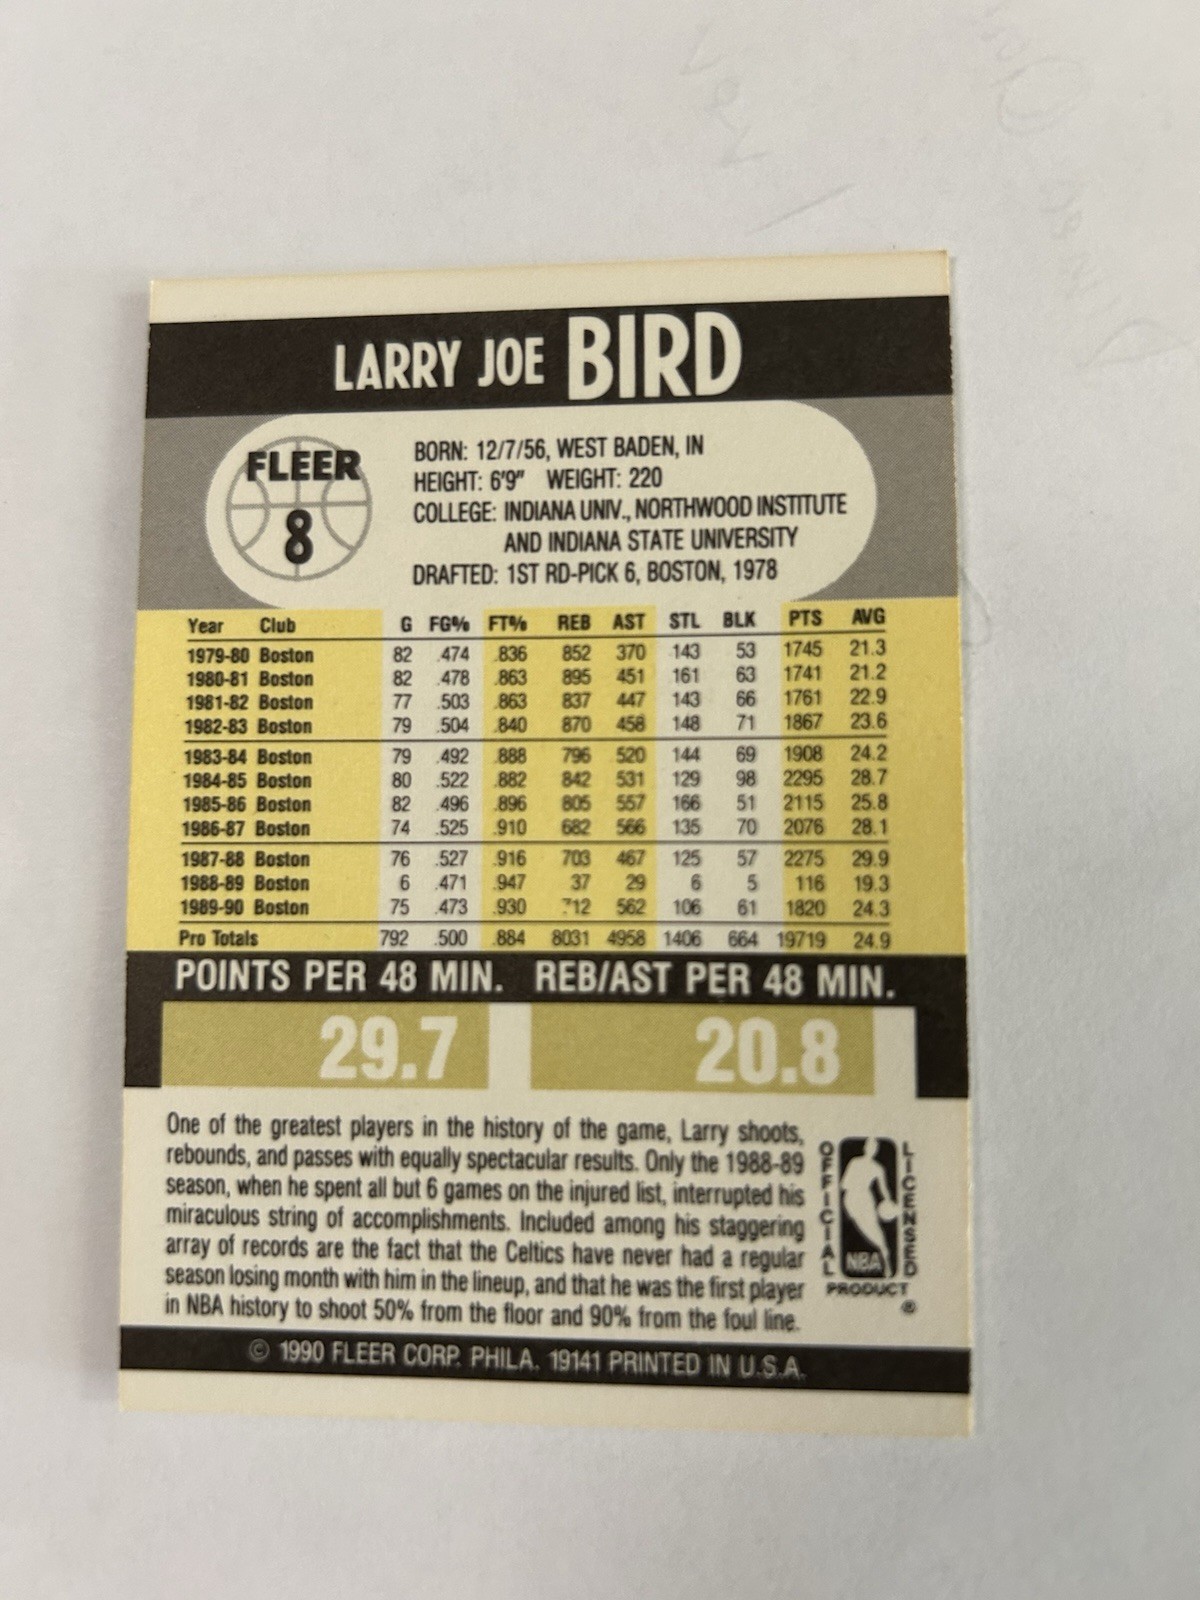 LARRY JOE BIRD
FLEER
8
BORN: 12/7/56, WEST BADEN, IN
HEIGHT: 6'9" WEIGHT: 220
COLLEGE: INDIANA UNIV., NORTHWOOD INSTITUTE
AND INDIANA STATE UNIVERSITY
DRAFTED: 1ST RD-PICK 6, BOSTON, 1978
Year Club G FG% FT% REB AST STL BLK PTS AVG
1979-80 Boston 82 .474 .836 852 370 143 53 1745 21.3
1980-81 Boston 82 .478 .863 895 451 161 63 1741 21.2
1981-82 Boston 77 .503 .863 837 447 143 66 1761 22.9
1982-83 Boston 79 .504 .840 870 458 148 71 1867 23.6
1983-84 Boston 79 .492 .888 796 520 144 69 1908 24.2
1984-85 Boston 80 .522 .882 842 531 129 98 2295 28.7
1985-86 Boston 82 .496 .896 805 557 166 51 2115 25.8
1986-87 Boston 74 .525 .910 682 566 135 70 2076 28.1
1987-88 Boston 76 .527 .916 703 467 125 57 2275 29.9
1988-89 Boston 6 .471 .947 37 29 6 5 116 19.3
1989-90 Boston 75 .473 .930 712 562 106 61 1820 24.3
Pro Totals 792 .500 .884 8031 4958 1406 664 19719 24.9
POINTS PER 48 MIN. REB/AST PER 48 MIN.
29.7 20.8
One of the greatest players in the history of the game, Larry shoots,
rebounds, and passes with equally spectacular results. Only the 1988-89
season, when he spent all but 6 games on the injured list, interrupted his
miraculous string of accomplishments. Included among his staggering
array of records are the fact that the Celtics have never had a regular
season losing month with him in the lineup, and that he was the first player
in NBA history to shoot 50% from the floor and 90% from the foul line.
OFFICIAL
NBA
LICENSED
PRODUCT
®
© 1990 FLEER CORP. PHILA. 19141 PRINTED IN U.S.A.